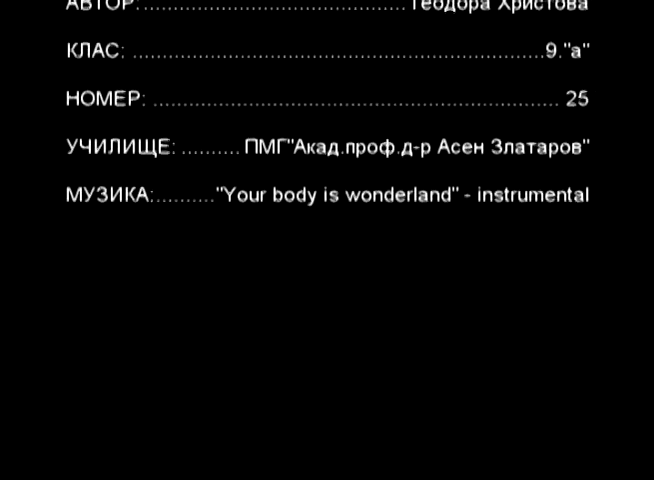 АВТОР:............................................ Теодора Христова
КЛАС: ....................................................................9."а"
НОМЕР: .................................................................. 25
УЧИЛИЩЕ: .......... ПМГ"Акад.проф.д-р Асен Златаров"
МУЗИКА:.........."Your body is wonderland" - instrumental